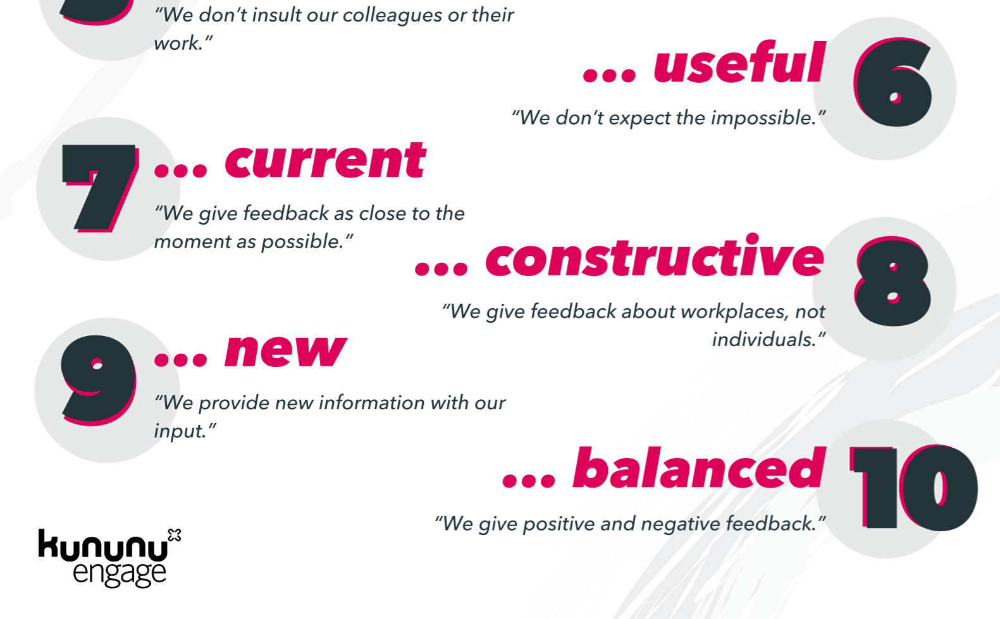 “We don’t insult our colleagues or their
work.”
... useful
6
“We don’t expect the impossible.”
7
... current
“We give feedback as close to the
moment as possible.”
... constructive
8
“We give feedback about workplaces, not
individuals.”
9
... new
“We provide new information with our
input.”
... balanced
10
“We give positive and negative feedback.”
kununu
engage